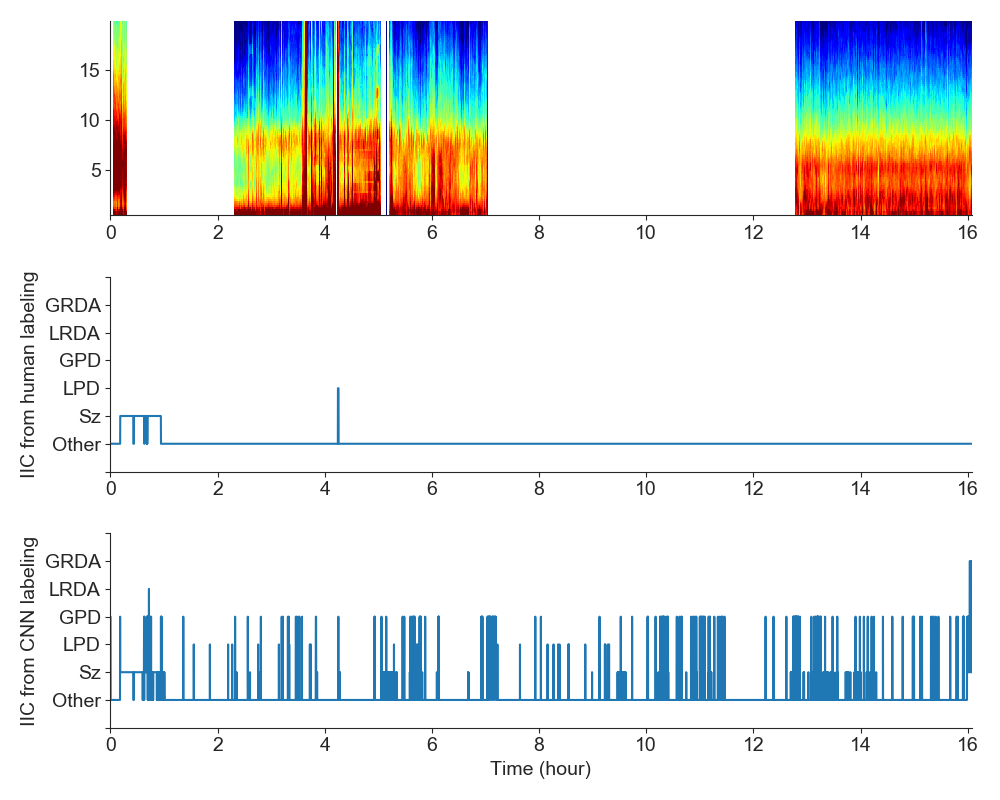 15
10
5
0 2 4 6 8 10 12 14 16
IIC from human labeling
GRDA
LRDA
GPD
LPD
Sz
Other
0 2 4 6 8 10 12 14 16
IIC from CNN labeling
GRDA
LRDA
GPD
LPD
Sz
Other
0 2 4 6 8 10 12 14 16
Time (hour)